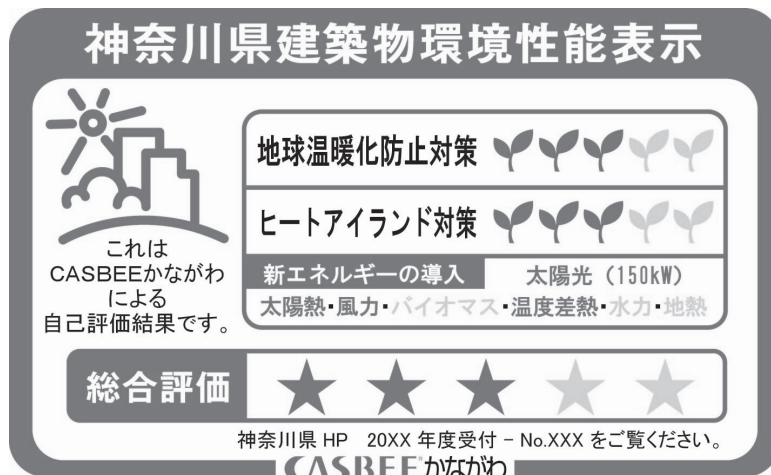 神奈川県建築物環境性能表示
地球温暖化防止対策
ヒートアイランド対策
新エネルギーの導入 太陽光（150kW）
太陽熱・風力・バイオマス・温度差熱・水力・地熱
これは
CASBEEかながわ
による
自己評価結果です。
総合評価
神奈川県 HP 20XX 年度受付 － No.XXX をご覧ください。
CASBEE®かながわ